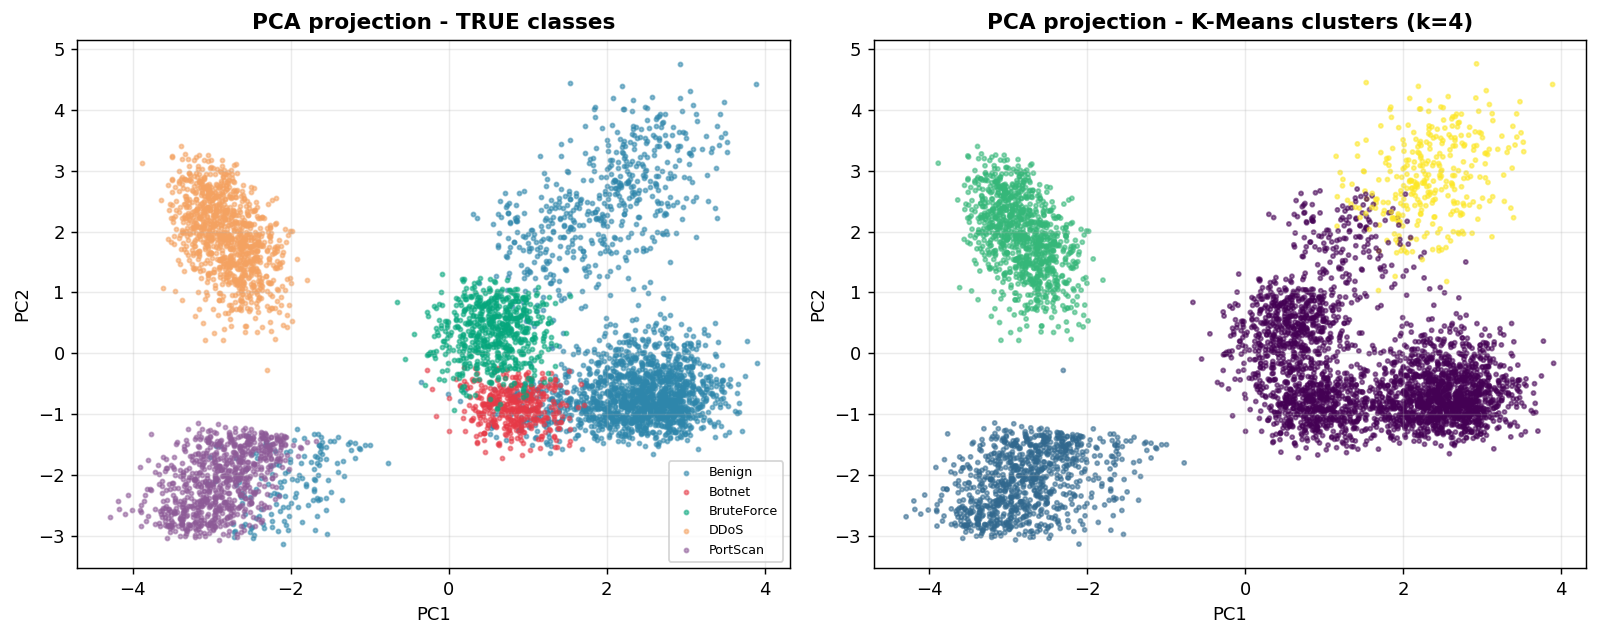 PCA projection - TRUE classes
5
4
3
2
1
0
−1
−2
−3
PC2
−4
−2
0
2
4
PC1
Benign
Botnet
BruteForce
DDoS
PortScan
PCA projection - K-Means clusters (k=4)
5
4
3
2
1
0
−1
−2
−3
PC2
−4
−2
0
2
4
PC1